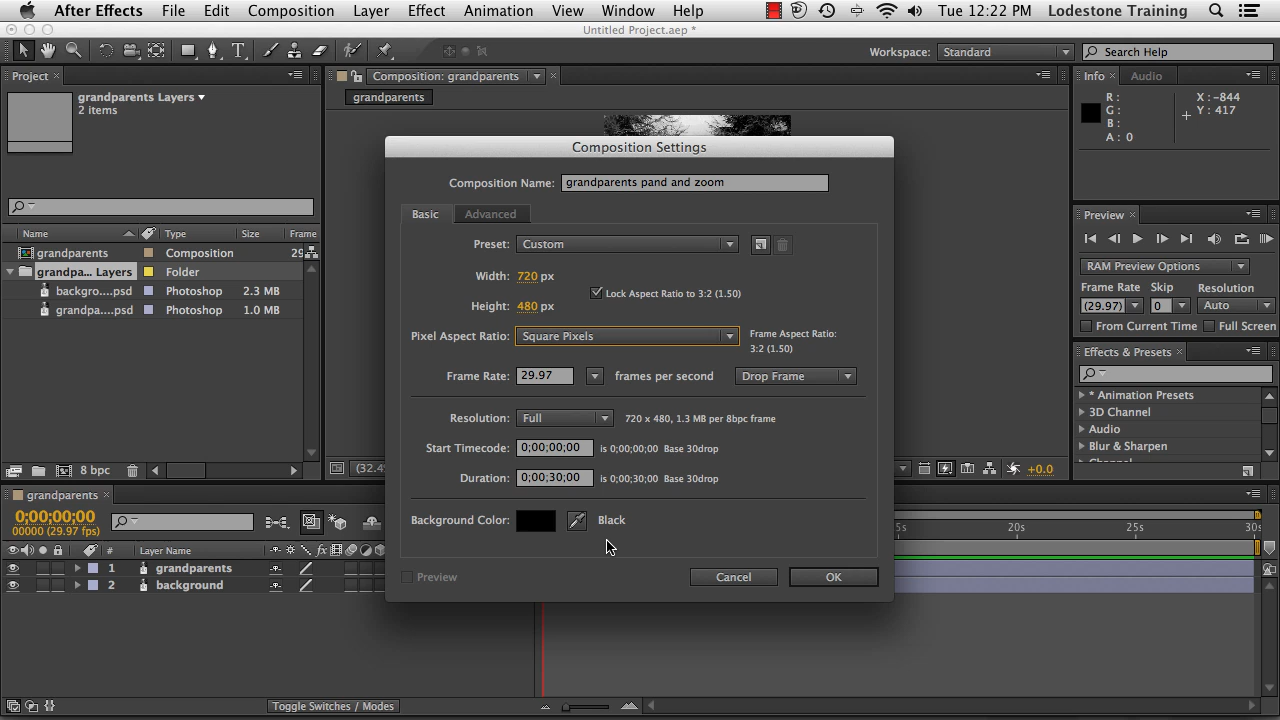 After Effects File Edit Composition Layer Effect Animation View Window Help Tue 12:22 PM Lodestone Training
Untitled Project.aep *
Workspace: Standard Search Help
Project
grandparents Layers
2 items
Name Type Size Frame
grandparents Composition 29
grandpa... Layers Folder
backgro....psd Photoshop 2.3 MB
grandpa....psd Photoshop 1.0 MB
8 bpc
Composition: grandparents
grandparents
(32.4
+0.0
Composition Settings
Composition Name: grandparents pand and zoom
Basic Advanced
Preset: Custom
Width: 720 px
Lock Aspect Ratio to 3:2 (1.50)
Height: 480 px
Pixel Aspect Ratio: Square Pixels
Frame Aspect Ratio:
3:2 (1.50)
Frame Rate: 29.97 frames per second Drop Frame
Resolution: Full 720 x 480, 1.3 MB per 8bpc frame
Start Timecode: 0;00;00;00 is 0;00;00;00 Base 30drop
Duration: 0;00;30;00 is 0;00;30;00 Base 30drop
Background Color: Black
Preview Cancel OK
Info Audio
R :
G :
B :
A : 0
X : -844
Y : 417
Preview
RAM Preview Options
Frame Rate Skip Resolution
(29.97) 0 Auto
From Current Time Full Screen
Effects & Presets
* Animation Presets
3D Channel
Audio
Blur & Sharpen
grandparents
0;00;00;00
00000 (29.97 fps)
5s 20s 25s 30s
# Layer Name fx
1 grandparents
2 background
Toggle Switches / Modes